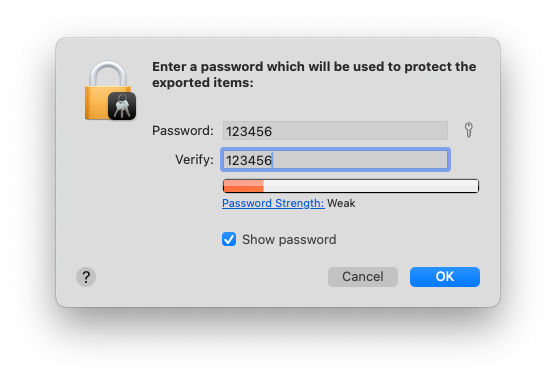 Enter a password which will be used to protect the
exported items:
Password: 123456
Verify: 123456
Password Strength: Weak
Show password
? Cancel OK